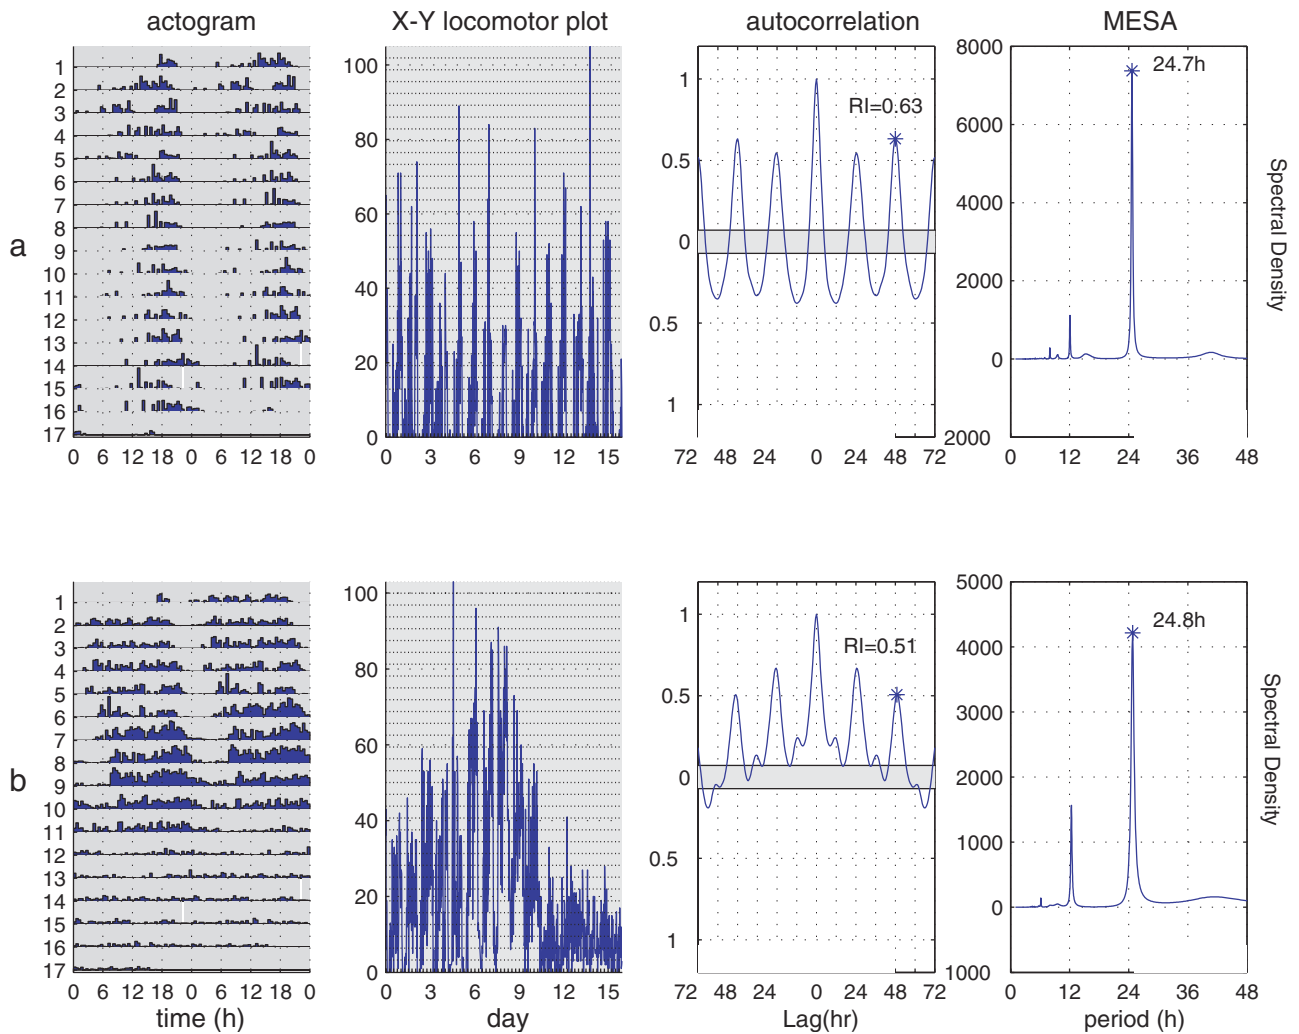 actogram
X-Y locomotor plot
autocorrelation
MESA
a
1
2
3
4
5
6
7
8
9
10
11
12
13
14
15
16
17
0 6 12 18 0 6 12 18 0
100
80
60
40
20
0
0 3 6 9 12 15
1
0.5
0
0.5
1
RI=0.63
72 48 24 0 24 48 72
8000
6000
4000
2000
0
2000
24.7h
0 12 24 36 48
Spectral Density
b
1
2
3
4
5
6
7
8
9
10
11
12
13
14
15
16
17
0 6 12 18 0 6 12 18 0
time (h)
100
80
60
40
20
0
0 3 6 9 12 15
day
1
0.5
0
0.5
1
RI=0.51
72 48 24 0 24 48 72
Lag(hr)
5000
4000
3000
2000
1000
0
1000
24.8h
0 12 24 36 48
period (h)
Spectral Density